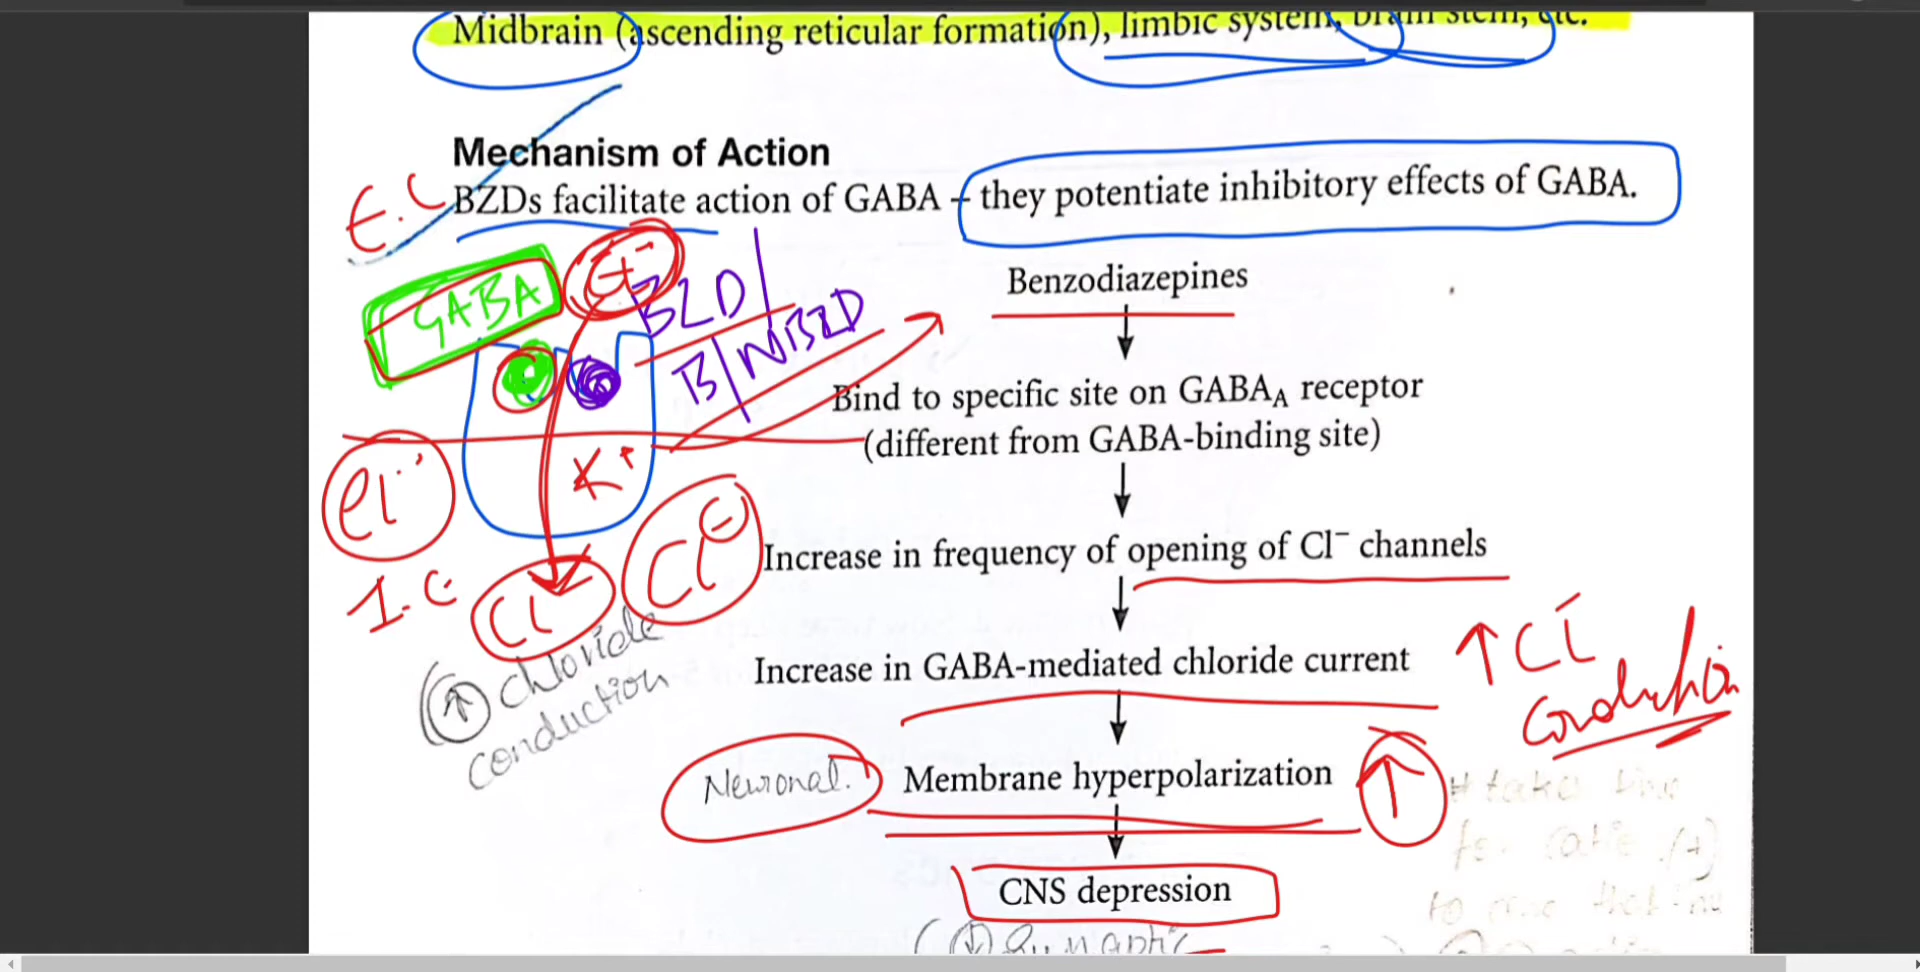 Midbrain (ascending reticular formation), limbic system, brain stem, etc.
Mechanism of Action
E.C
BZDs facilitate action of GABA – they potentiate inhibitory effects of GABA.
GABA
Cl⁻
BZD/
B/NBZD
Benzodiazepines
Bind to specific site on GABAA receptor
(different from GABA-binding site)
K+
Cl⁻
I.C
Cl
Cl⁻
Increase in frequency of opening of Cl⁻ channels
(↑) chloride
conduction
Increase in GABA-mediated chloride current
↑ Cl⁻
Conduction
Neuronal.
Membrane hyperpolarization
↑
CNS depression